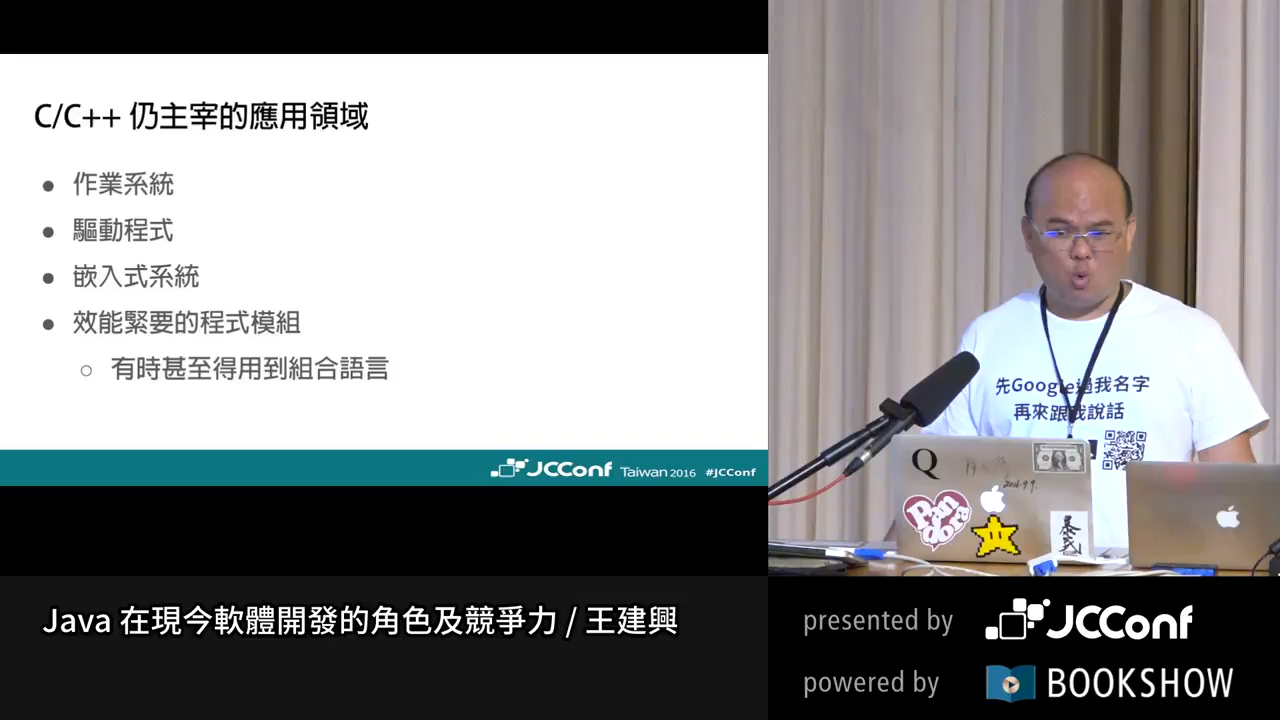 C/C++ 仍主宰的應用領域
作業系統
驅動程式
嵌入式系統
效能緊要的程式模組
有時甚至得用到組合語言
JCConf Taiwan 2016 #JCConf
先Google過我名字
再來跟我說話
Q
Pandora
暴民
Java 在現今軟體開發的角色及競爭力 / 王建興
presented by JCConf
powered by BOOKSHOW